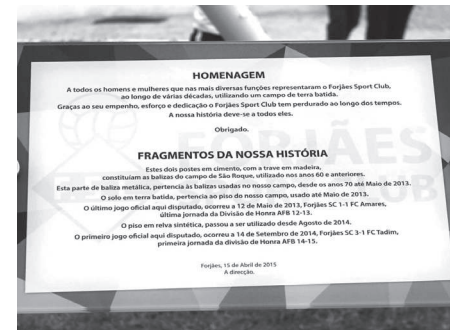 HOMENAGEM
A todos os homens e mulheres que nas mais diversas funções representaram o Forjães Sport Club,
ao longo de várias décadas, utilizando um campo de terra batida.
Graças ao seu empenho, esforço e dedicação o Forjães Sport Club tem perdurado ao longo dos tempos.
A nossa história deve-se a todos eles.
Obrigado.
FRAGMENTOS DA NOSSA HISTÓRIA
Estes dois postes em cimento, com a trave em madeira,
constituíam as balizas do campo de São Roque, utilizado nos anos 60 e anteriores.
Esta parte de baliza metálica, pertencia às balizas usadas no nosso campo, desde os anos 70 até Maio de 2013.
O solo em terra batida, pertencia ao piso do nosso campo, usado até Maio de 2013.
O último jogo oficial aqui disputado, ocorreu a 12 de Maio de 2013, Forjães SC 1-1 FC Amares,
última jornada da Divisão de Honra AFB 12-13.
O piso em relva sintética, passou a ser utilizado desde Agosto de 2014.
O primeiro jogo oficial aqui disputado, ocorreu a 14 de Setembro de 2014, Forjães SC 3-1 FC Tadim,
primeira jornada da divisão de Honra AFB 14-15.
Forjães, 15 de Abril de 2015
A direcção.
FORJÃES